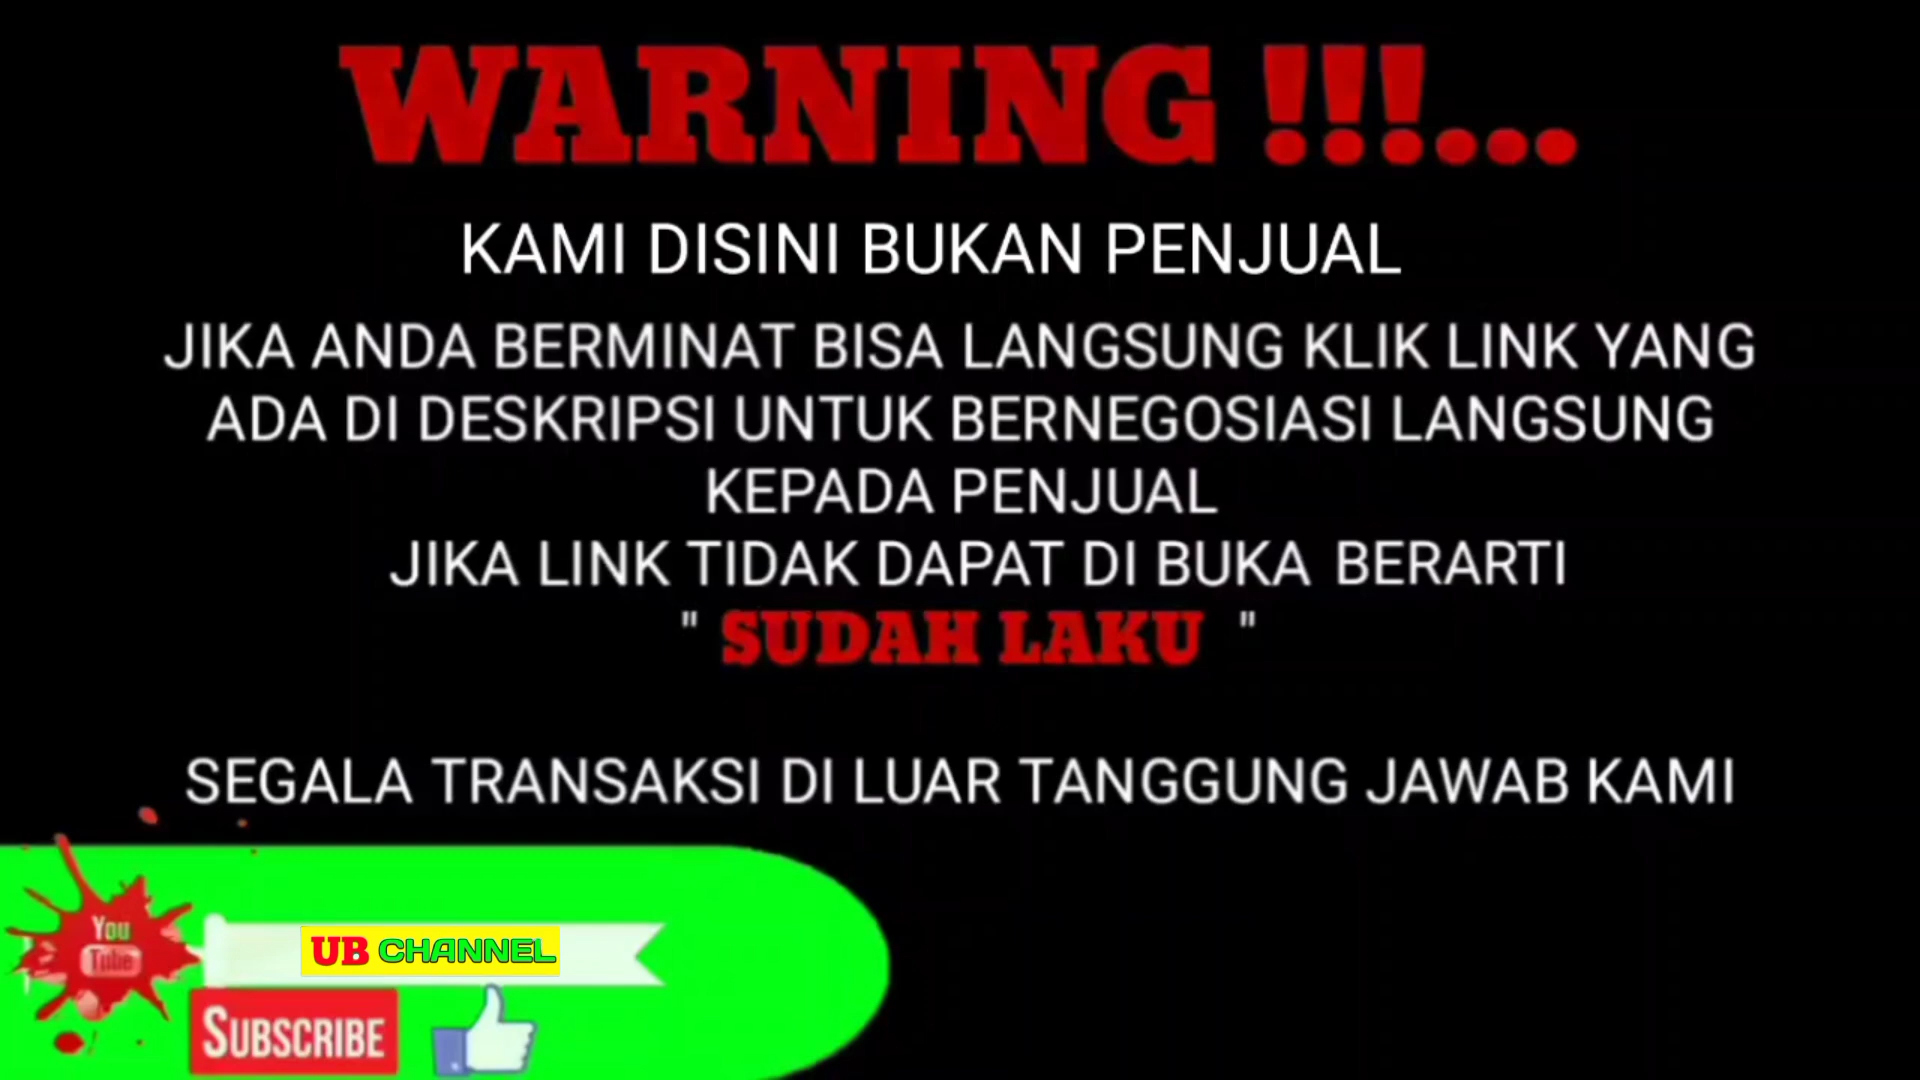 WARNING !!!...
KAMI DISINI BUKAN PENJUAL
JIKA ANDA BERMINAT BISA LANGSUNG KLIK LINK YANG
ADA DI DESKRIPSI UNTUK BERNEGOSIASI LANGSUNG
KEPADA PENJUAL
JIKA LINK TIDAK DAPAT DI BUKA BERARTI
" SUDAH LAKU "
SEGALA TRANSAKSI DI LUAR TANGGUNG JAWAB KAMI
You
Tube
UB CHANNEL
SUBSCRIBE